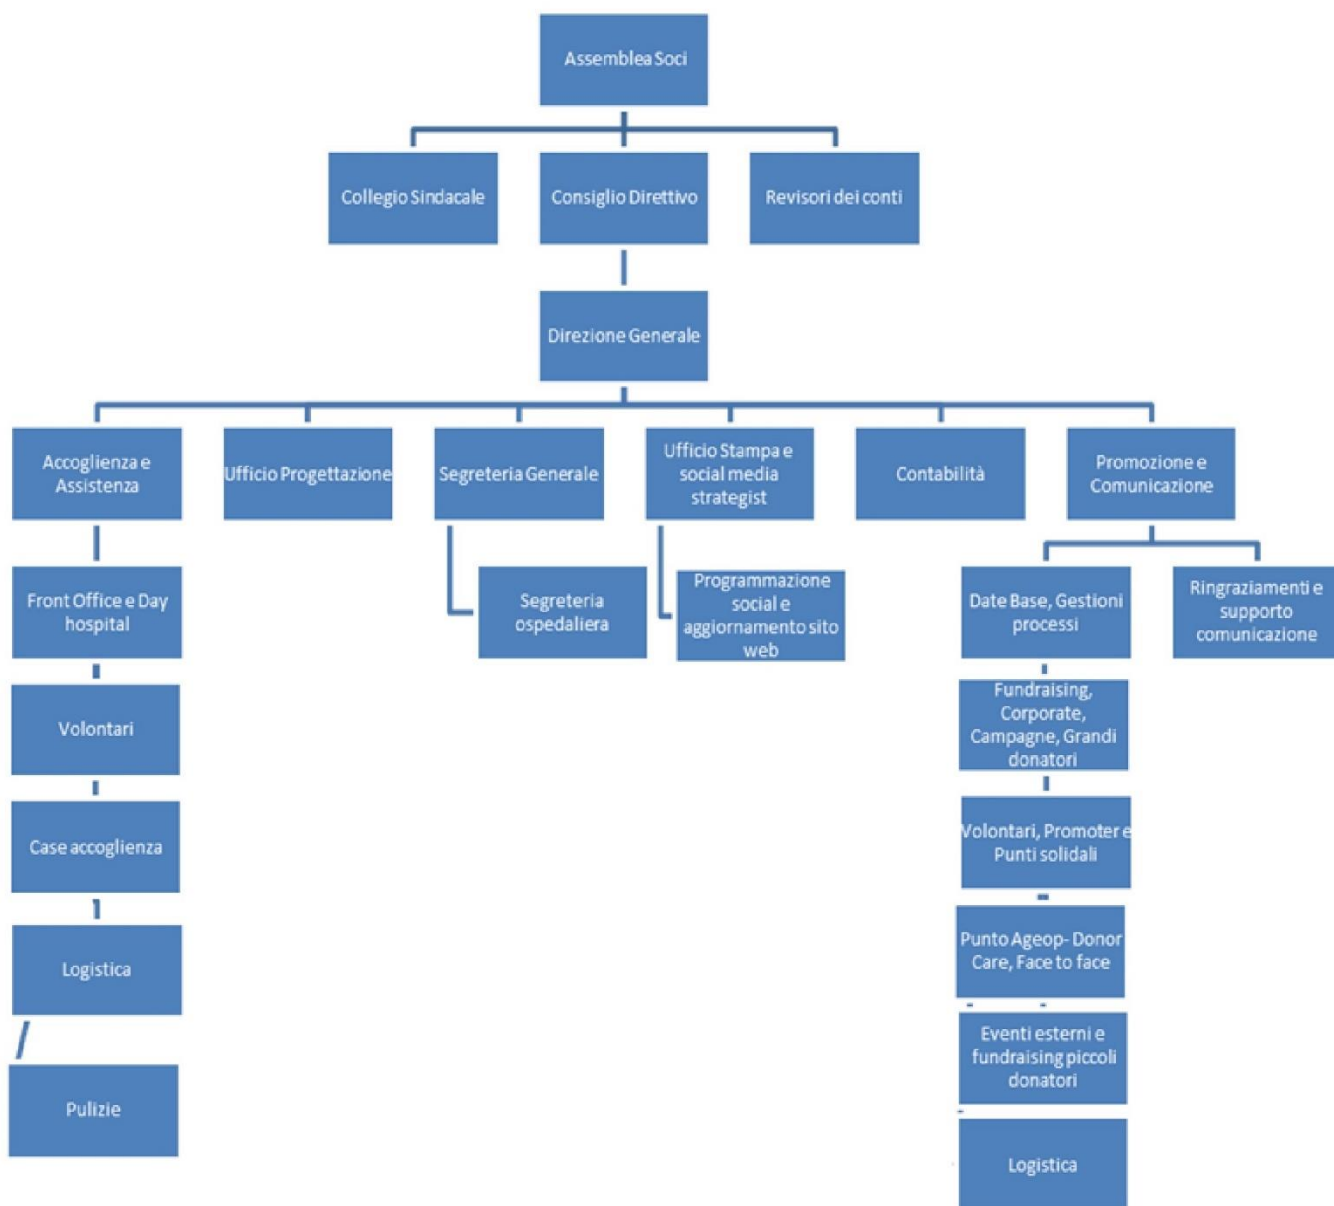 Assemblea Soci
Collegio Sindacale
Consiglio Direttivo
Revisori dei conti
Direzione Generale
Accoglienza e
Assistenza
Ufficio Progettazione
Segreteria Generale
Ufficio Stampa e
social media
strategist
Contabilità
Promozione e
Comunicazione
Front Office e Day
hospital
Segreteria
ospedaliera
Programmazione
social e
aggiornamento sito
web
Date Base, Gestioni
processi
Ringraziamenti e
supporto
comunicazione
Volontari
Fundraising,
Corporate,
Campagne, Grandi
donatori
Case accoglienza
Volontari, Promoter e
Punti solidali
Logistica
Punto Ageop- Donor
Care, Face to face
Pulizie
Eventi esterni e
fundraising piccoli
donatori
Logistica